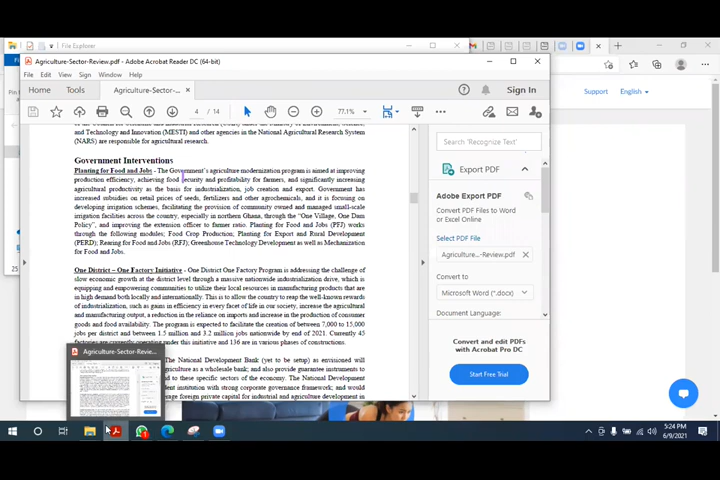 File Explorer
Agriculture-Sector-Review.pdf - Adobe Acrobat Reader DC (64-bit)
File Edit View Sign Window Help
Home Tools Agriculture-Sector-... × Sign In
4 / 14 77.1%
Support English
and Technology and Innovation (MESTI) and other agencies in the National Agricultural Research System
(NARS) are responsible for agricultural research.
Government Interventions
Planting for Food and Jobs - The Government's agriculture modernization program is aimed at improving
production efficiency, achieving food security and profitability for farmers, and significantly increasing
agricultural productivity as the basis for industrialization, job creation and export. Government has
increased subsidies on retail prices of seeds, fertilizers and other agrochemicals, and it is focusing on
developing irrigation schemes, facilitating the provision of community owned and managed small-scale
irrigation facilities across the country, especially in northern Ghana, through the "One Village, One Dam
Policy", and improving the extension officer to farmer ratio. Planting for Food and Jobs (PFJ) works
through the following modules; Food Crop Production; Planting for Export and Rural Development
(PERD); Rearing for Food and Jobs (RFJ); Greenhouse Technology Development as well as Mechanization
for Food and Jobs.
One District – One Factory Initiative - One District One Factory Program is addressing the challenge of
slow economic growth at the district level through a massive nationwide industrialization drive, which is
equipping and empowering communities to utilize their local resources in manufacturing products that are
in high demand both locally and internationally. This is to allow the country to reap the well-known rewards
of industrialization, such as gains in efficiency in every facet of life in our society, increase the agricultural
and manufacturing output, a reduction in reliance on imports and increase in the production of consumer
goods and food availability. The program is expected to facilitate the creation of between 7,000 to 15,000
jobs per district and between 1.5 million and 3.2 million jobs nationwide by end of 2021. Currently 45
factories are under this initiative and 136 are in various phases of constructions.
The National Development Bank (yet to be setup) as envisioned will
agriculture as a wholesale bank; and also provide guarantee instruments to
to these specific sectors of the economy. The National Development
institution with strong corporate governance framework; and would
foreign private capital for industrial and agriculture development in
Search 'Recognize Text'
Export PDF
Adobe Export PDF
Convert PDF Files to Word
or Excel Online
Select PDF File
Agriculture...-Review.pdf ×
Convert to
Microsoft Word (*.docx)
Document Language:
Convert and edit PDFs
with Acrobat Pro DC
Start Free Trial
Agriculture-Sector-Revie...
5:24 PM
6/9/2021